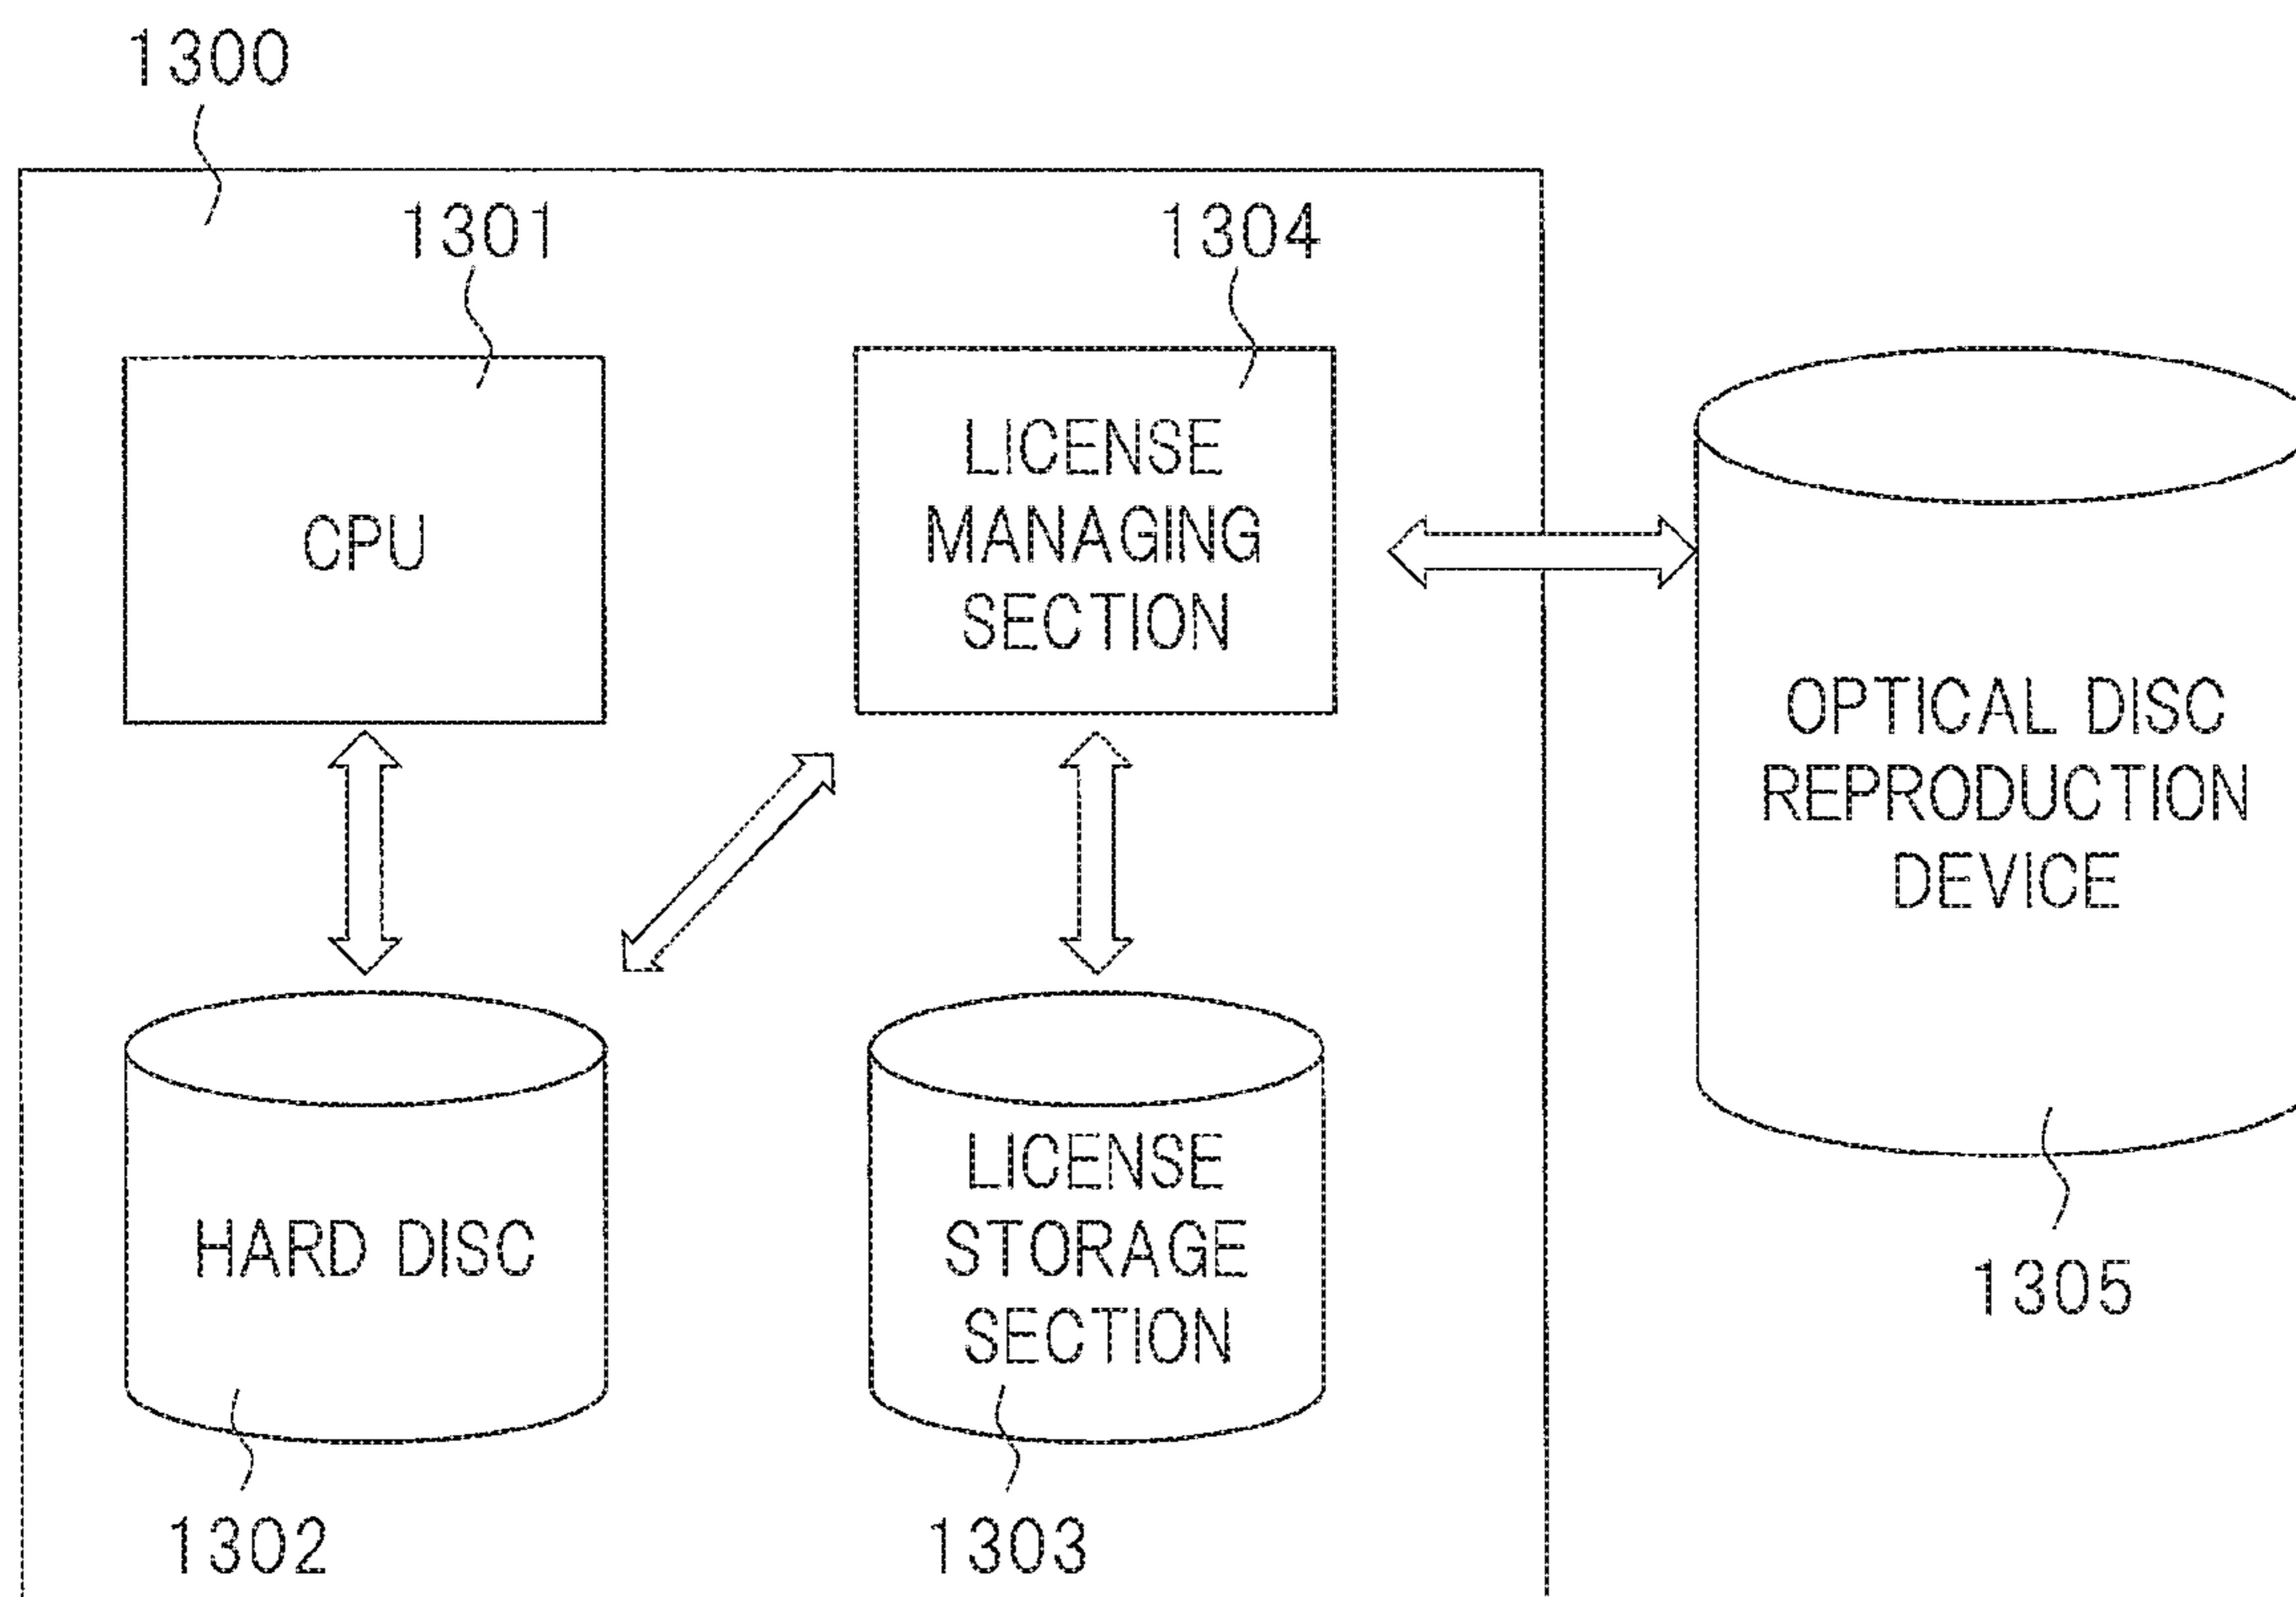 1300
1301
1304
CPU
LICENSE
MANAGING
SECTION
OPTICAL DISC
REPRODUCTION
DEVICE
HARD DISC
LICENSE
STORAGE
SECTION
1305
1302
1303